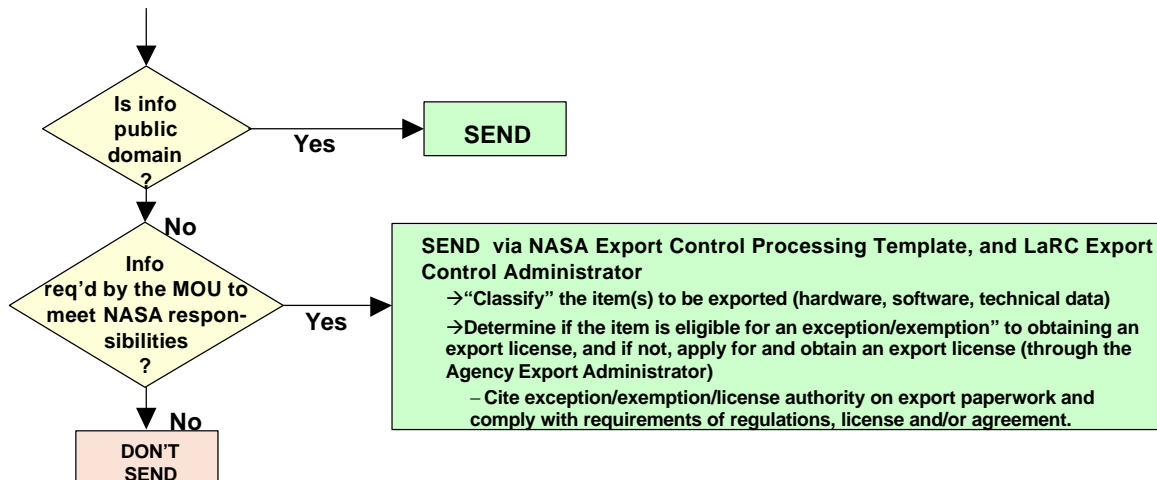 Is info
public
domain
?
Yes
SEND
No
Info
req'd by the MOU to
meet NASA respon-
sibilities
?
Yes
SEND via NASA Export Control Processing Template, and LaRC Export
Control Administrator
→“Classify” the item(s) to be exported (hardware, software, technical data)
→Determine if the item is eligible for an exception/exemption” to obtaining an
export license, and if not, apply for and obtain an export license (through the
Agency Export Administrator)
– Cite exception/exemption/license authority on export paperwork and
comply with requirements of regulations, license and/or agreement.
No
DON'T
SEND